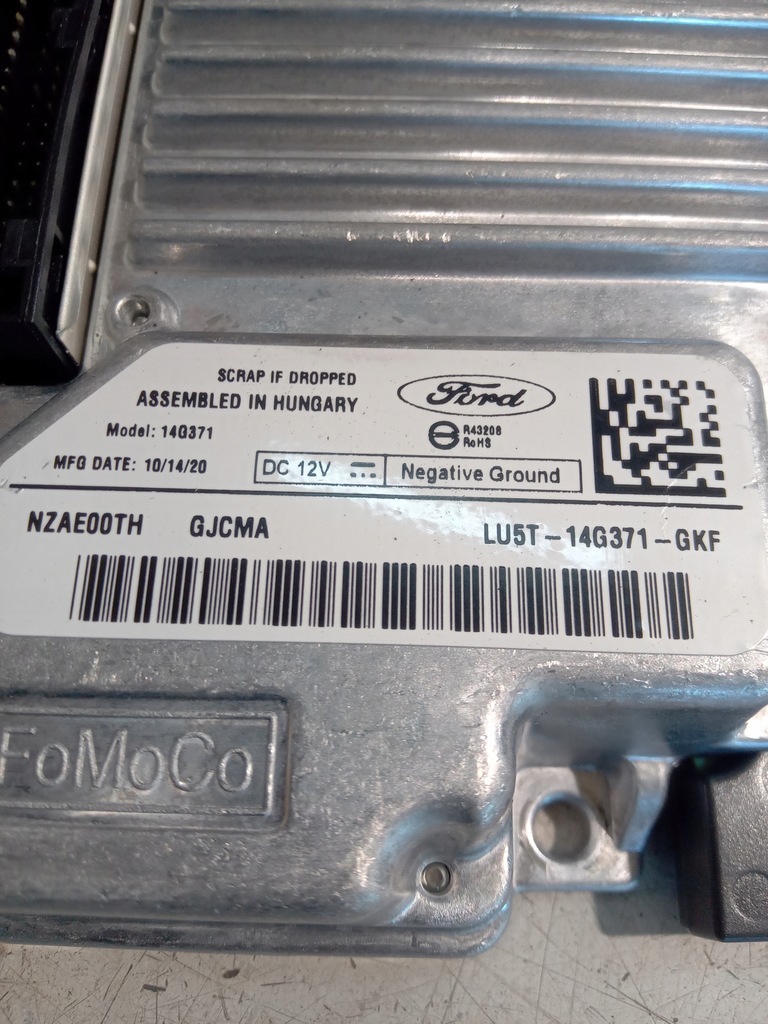 SCRAP IF DROPPED
ASSEMBLED IN HUNGARY
Ford
Model: 14G371
R43208
RoHS
MFG DATE: 10/14/20
DC 12V
Negative Ground
NZAE00TH GJCMA LU5T-14G371-GKF
FoMoCo